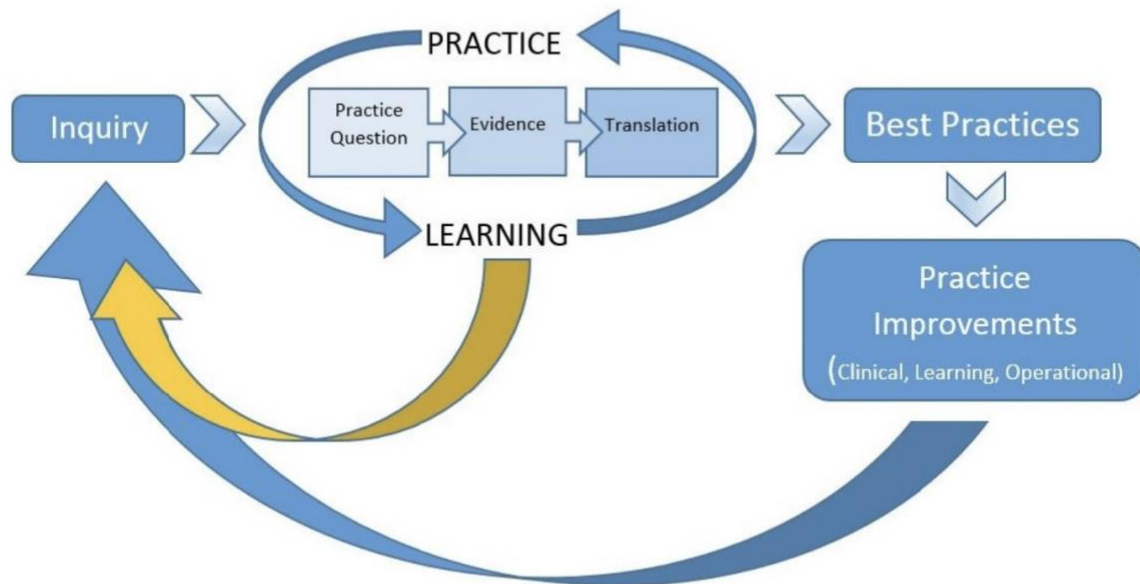 PRACTICE
Inquiry
Practice
Question
Evidence
Translation
Best Practices
LEARNING
Practice
Improvements
(Clinical, Learning, Operational)